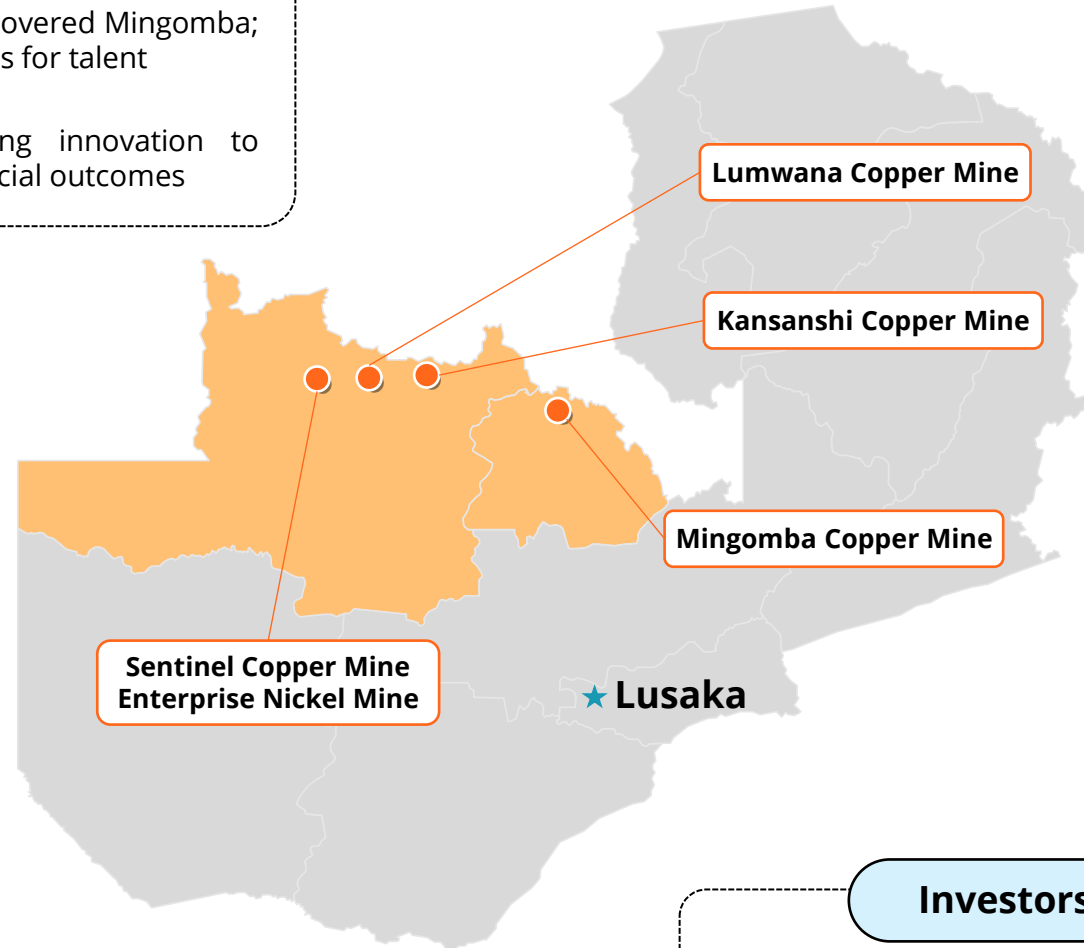 overed Mingomba;
s for talent
ng innovation to
cial outcomes
Lumwana Copper Mine
Kansanshi Copper Mine
Mingomba Copper Mine
Sentinel Copper Mine
Enterprise Nickel Mine
Lusaka
Investors